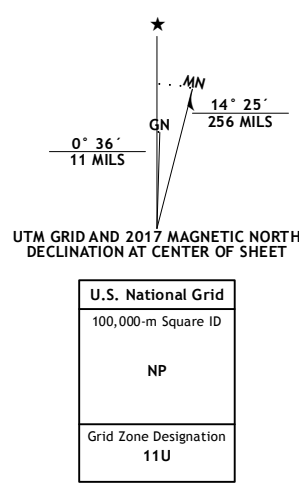 ★
MN
GN
14° 25´
256 MILS
0° 36´
11 MILS
UTM GRID AND 2017 MAGNETIC NORTH
DECLINATION AT CENTER OF SHEET
U.S. National Grid
100,000-m Square ID
NP
Grid Zone Designation
11U